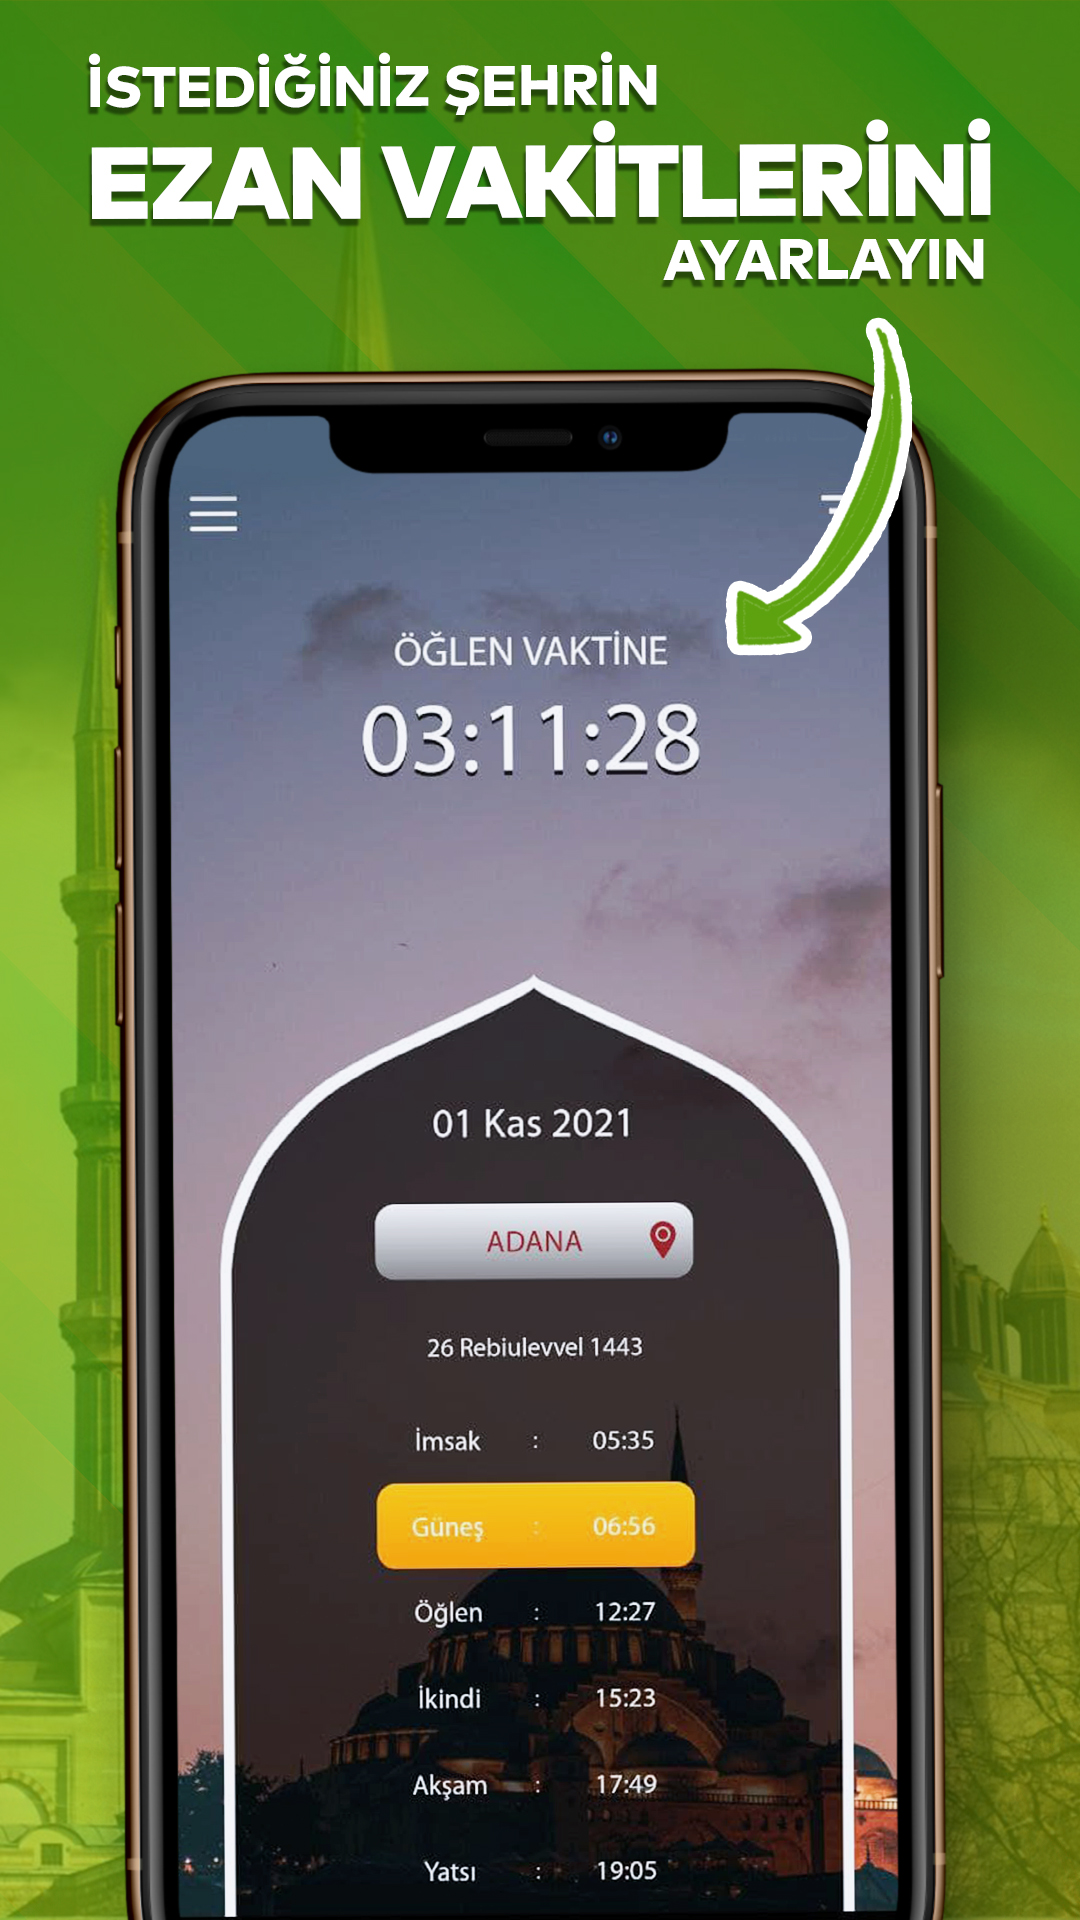 İSTEDİĞİNİZ ŞEHRİN
EZAN VAKİTLERİNİ
AYARLAYIN
ÖĞLEN VAKTİNE
03:11:28
01 Kas 2021
ADANA
26 Rebiulevvel 1443
İmsak : 05:35
Güneş : 06:56
Öğlen : 12:27
İkindi : 15:23
Akşam : 17:49
Yatsı : 19:05